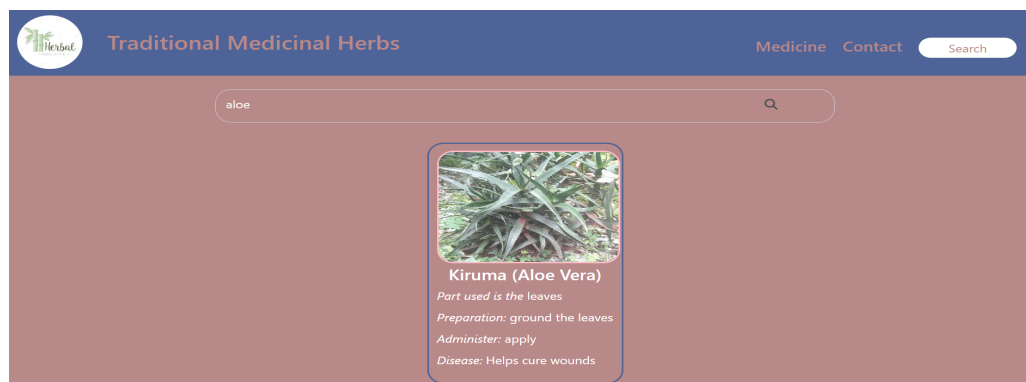 Herbal
Traditional Medicinal Herbs
Medicine Contact Search
aloe
Kiruma (Aloe Vera)
Part used is the leaves
Preparation: ground the leaves
Administer: apply
Disease: Helps cure wounds